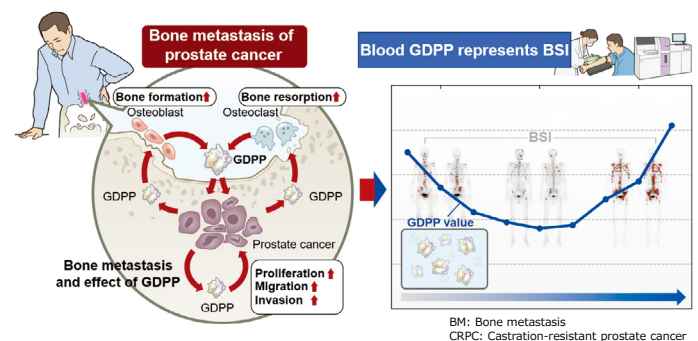 Bone metastasis of
prostate cancer
Blood GDPP represents BSI
Bone formation
Osteoblast
Bone resorption
Osteoclast
GDPP
GDPP
GDPP
Prostate cancer
Bone metastasis
and effect of GDPP
GDPP
Proliferation
Migration
Invasion
BSI
GDPP value
BM: Bone metastasis
CRPC: Castration-resistant prostate cancer